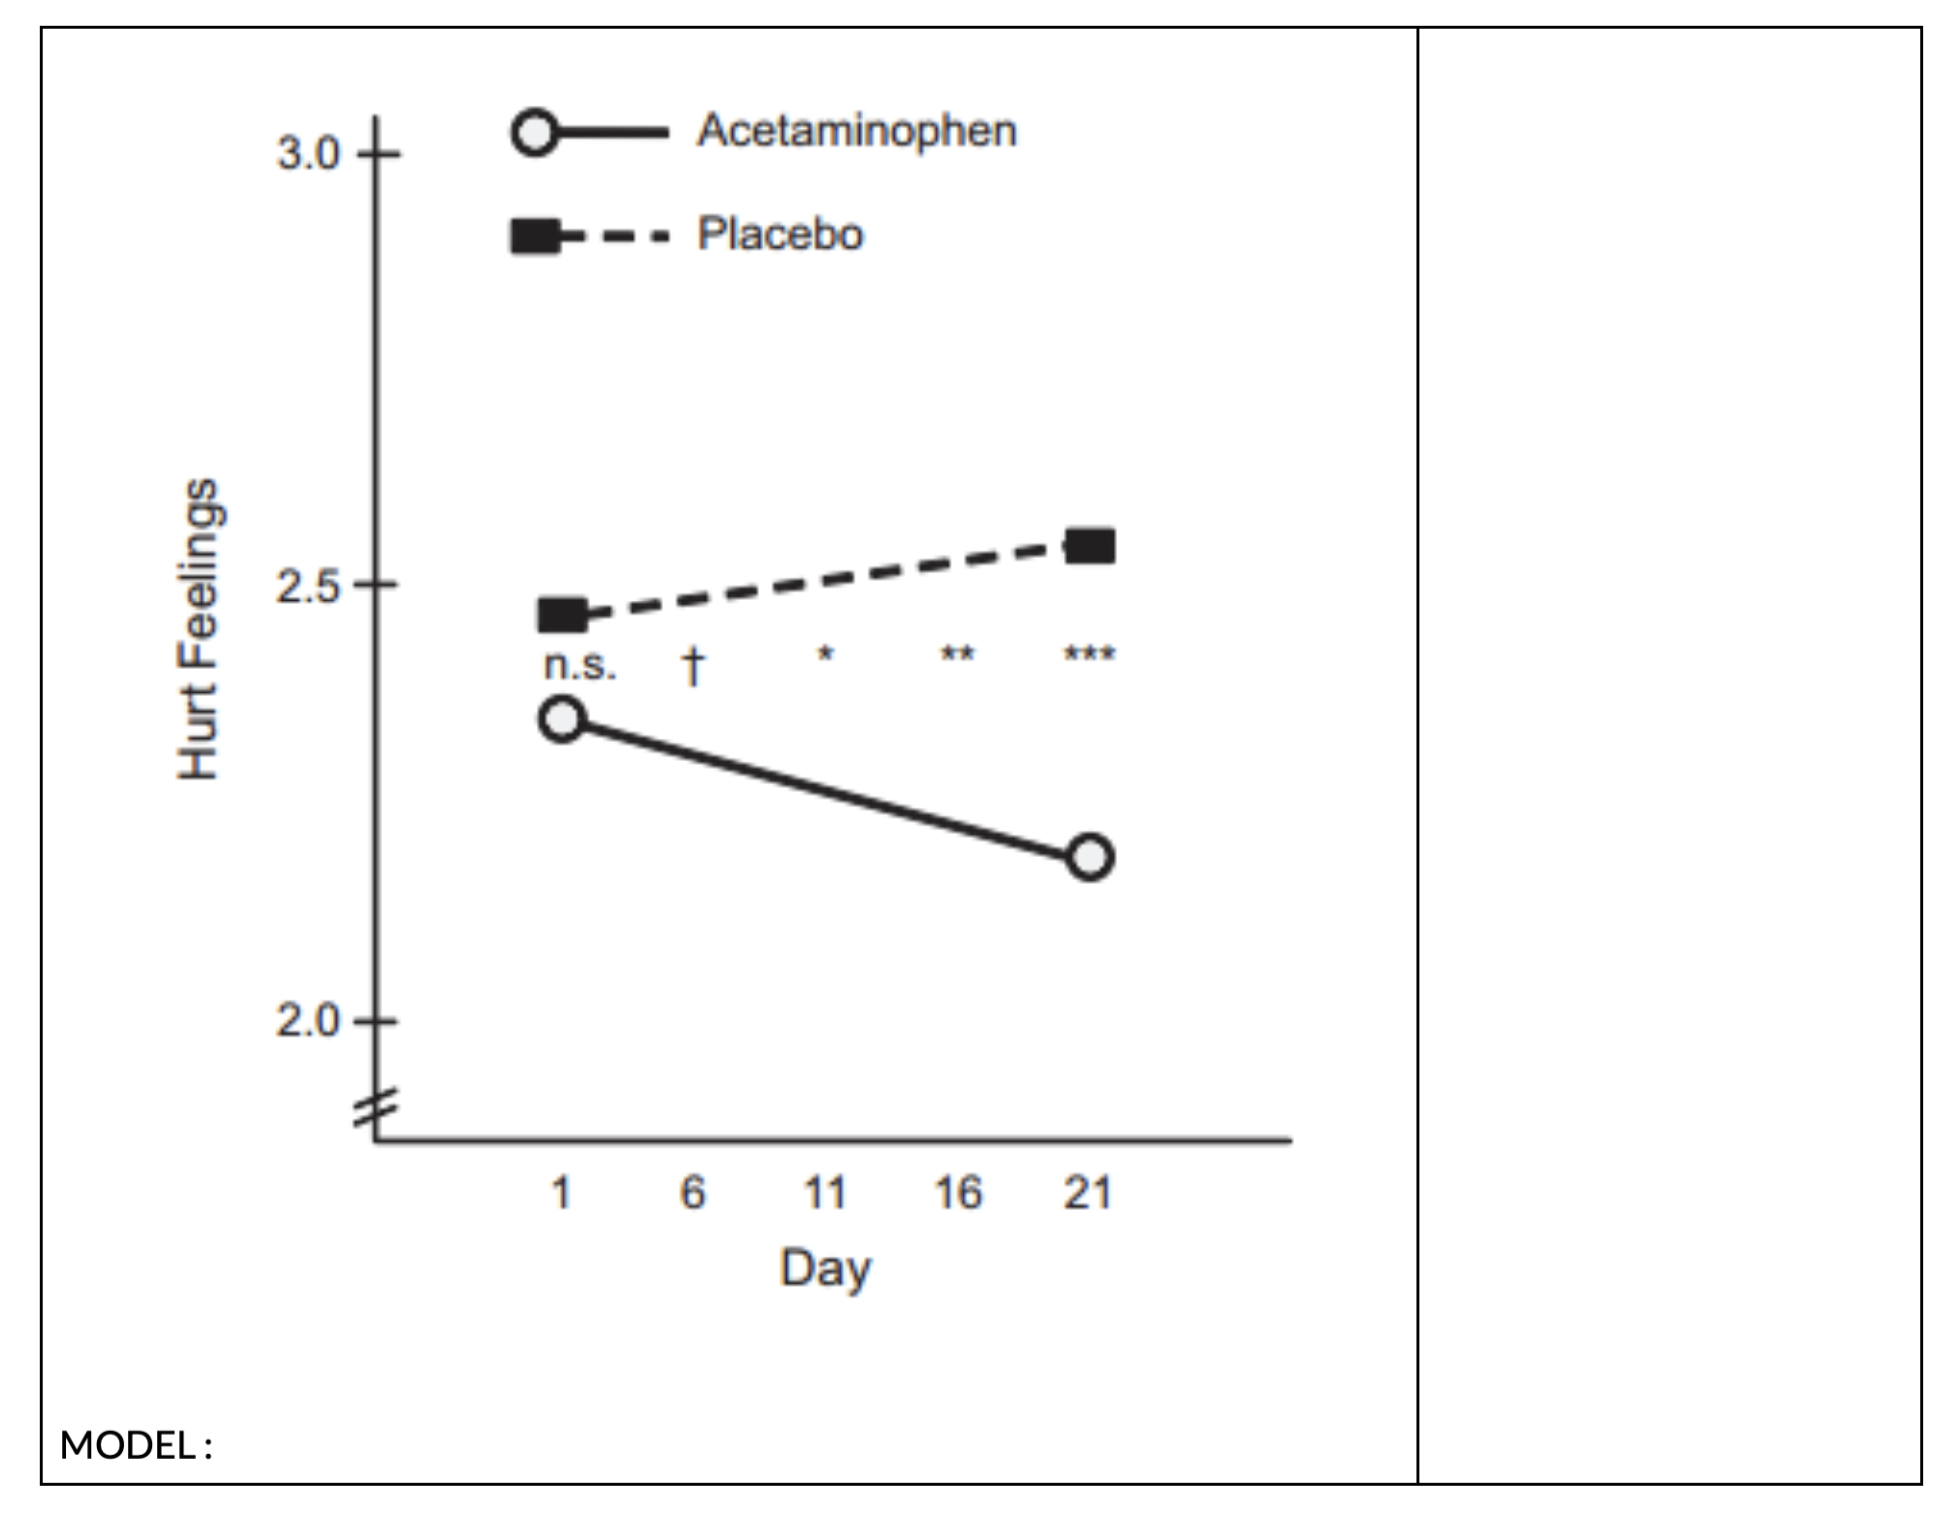 3.0
Acetaminophen
Placebo
Hurt Feelings
2.5
n.s. † * ** ***
2.0
1 6 11 16 21
Day
MODEL :